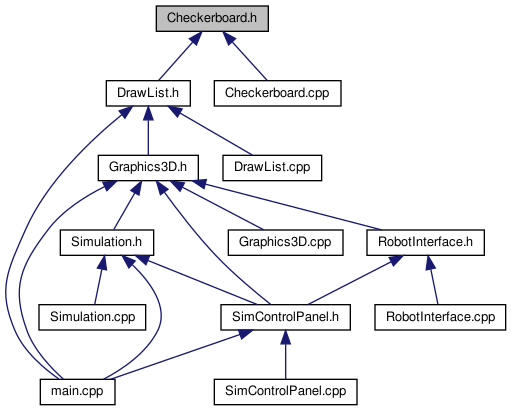 Checkerboard.h
DrawList.h
Checkerboard.cpp
Graphics3D.h
DrawList.cpp
Simulation.h
Graphics3D.cpp
RobotInterface.h
Simulation.cpp
SimControlPanel.h
RobotInterface.cpp
main.cpp
SimControlPanel.cpp